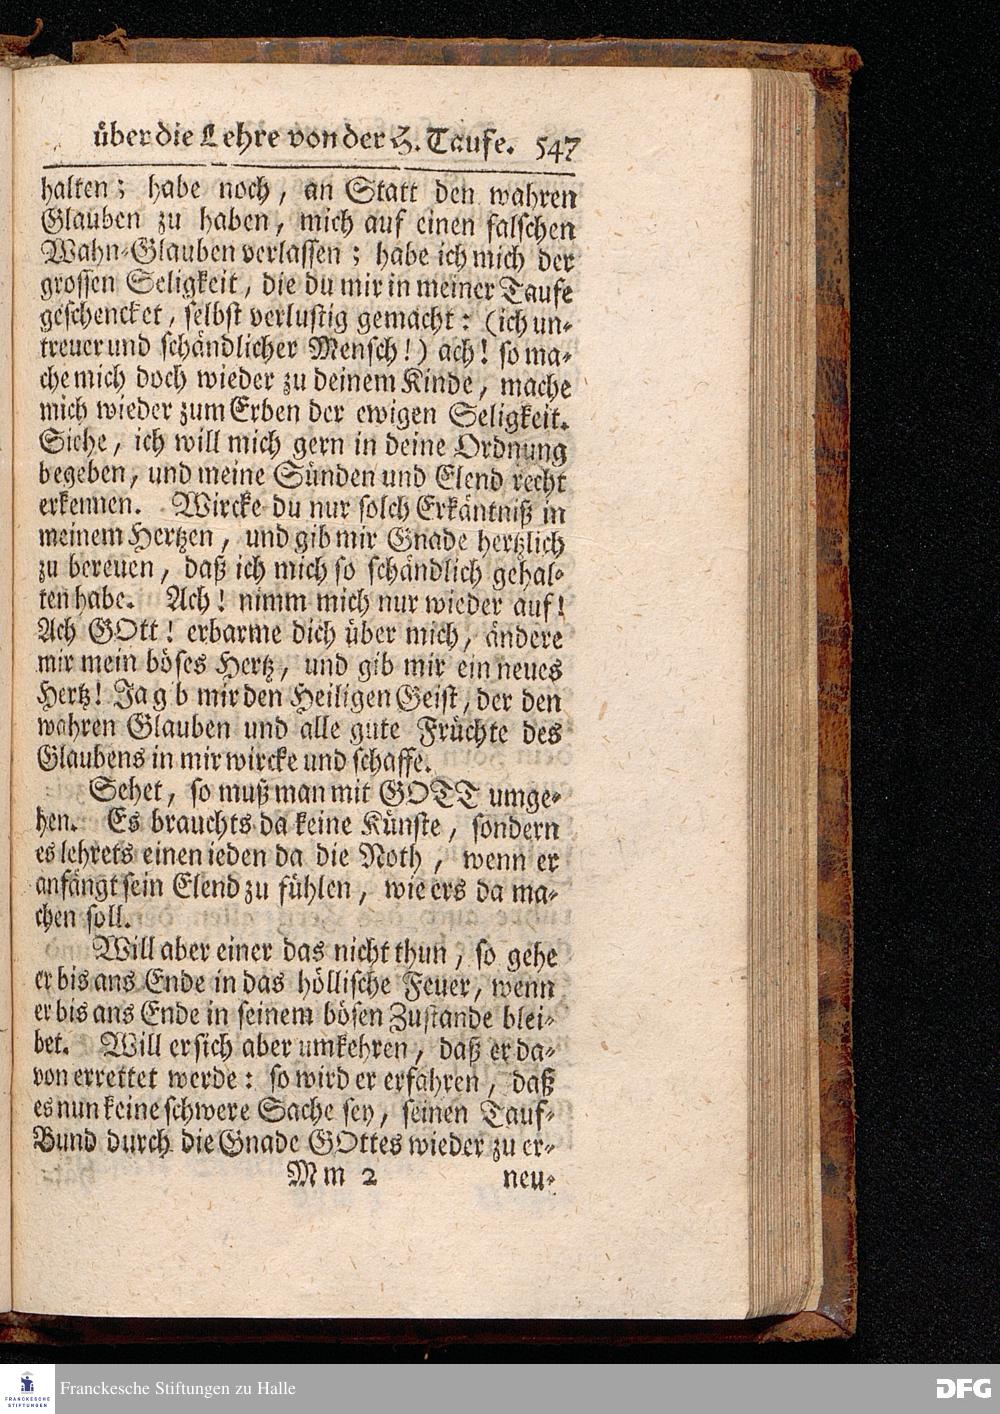 über die Lehre von der H. Taufe. 547
halten; habe noch, an Statt den wahren
Glauben zu haben, mich auf einen falschen
Wahn-Glauben verlassen; habe ich mich der
grossen Seligkeit, die du mir in meiner Taufe
geschencket, selbst verlustig gemacht: (ich un-
treuer und schändlicher Mensch!) ach! so ma-
che mich doch wieder zu deinem Kinde, mache
mich wieder zum Erben der ewigen Seligkeit.
Siehe, ich will mich gern in deine Ordnung
begeben, und meine Sünden und Elend recht
erkennen. Wircke du nur solch Erkäntniß in
meinem Hertzen, und gib mir Gnade hertzlich
zu bereuen, daß ich mich so schändlich gehal-
ten habe. Ach! nimm mich nur wieder auf!
Ach GOtt! erbarme dich über mich, ändere
mir mein böses Hertz, und gib mir ein neues
Hertz! Ja g b mir den Heiligen Geist, der den
wahren Glauben und alle gute Früchte des
Glaubens in mir wircke und schaffe.
Sehet, so muß man mit GOTT umge-
hen. Es brauchts da keine Künste, sondern
es lehrets einen ieden da die Noth, wenn er
anfängt sein Elend zu fühlen, wie ers da ma-
chen soll.
Will aber einer das nicht thun, so gehe
er bis ans Ende in das höllische Feuer, wenn
er bis ans Ende in seinem bösen Zustande blei-
bet. Will er sich aber umkehren, daß er da-
von errettet werde: so wird er erfahren, daß
es nun keine schwere Sache sey, seinen Tauf-
Bund durch die Gnade GOttes wieder zu er-
Mm 2 neu-
FRANCKESCHE
STIFTUNGEN
Franckesche Stiftungen zu Halle
DFG